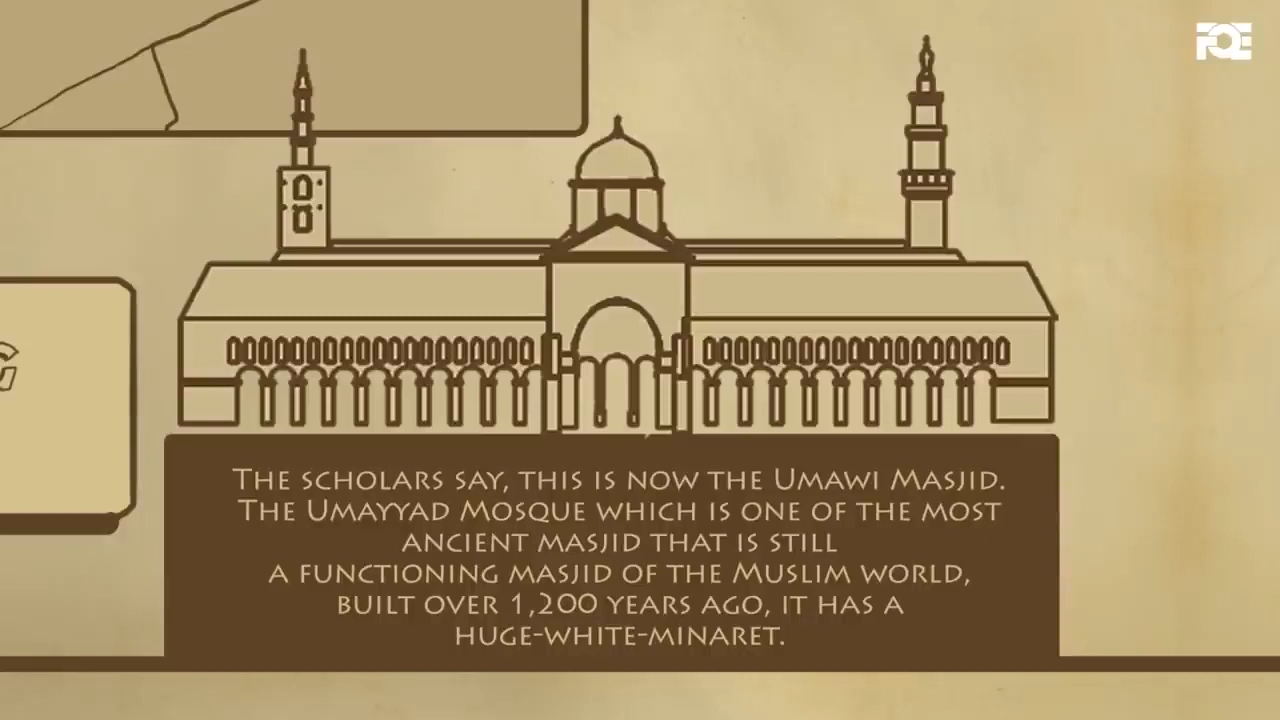 FQE
G
The scholars say, this is now the Umawi Masjid.
The Umayyad Mosque which is one of the most
ancient masjid that is still
a functioning masjid of the Muslim world,
built over 1,200 years ago, it has a
huge-white-minaret.